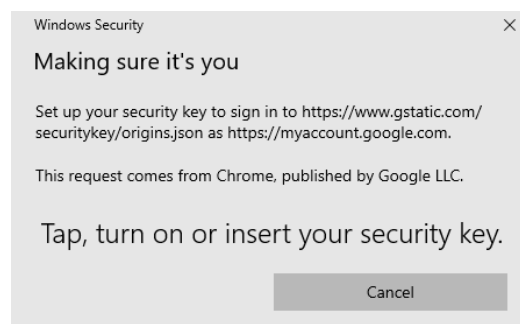 Windows Security
Making sure it's you
Set up your security key to sign in to https://www.gstatic.com/
securitykey/origins.json as https://myaccount.google.com.
This request comes from Chrome, published by Google LLC.
Tap, turn on or insert your security key.
Cancel